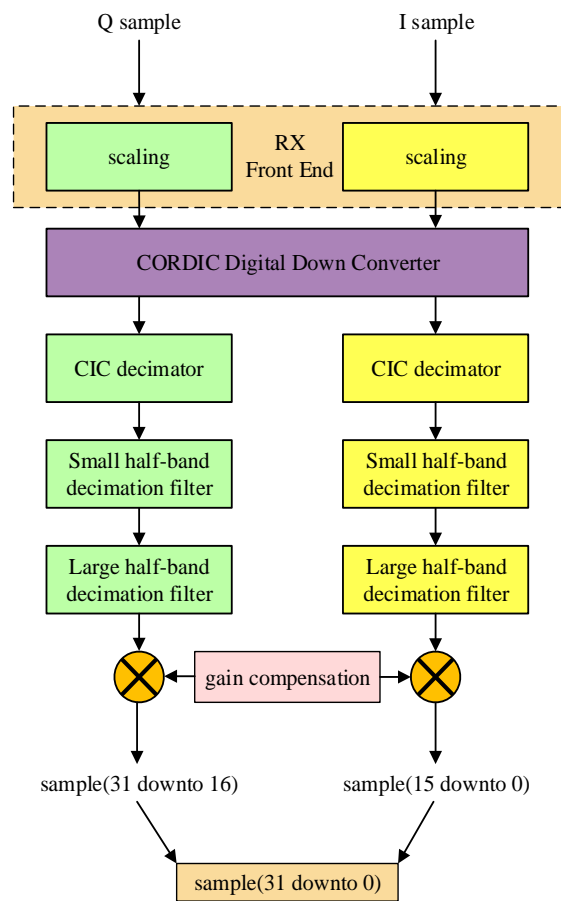 Q sample
I sample
scaling
RX
Front End
scaling
CORDIC Digital Down Converter
CIC decimator
CIC decimator
Small half-band
decimation filter
Small half-band
decimation filter
Large half-band
decimation filter
Large half-band
decimation filter
gain compensation
sample(31 downto 16)
sample(15 downto 0)
sample(31 downto 0)